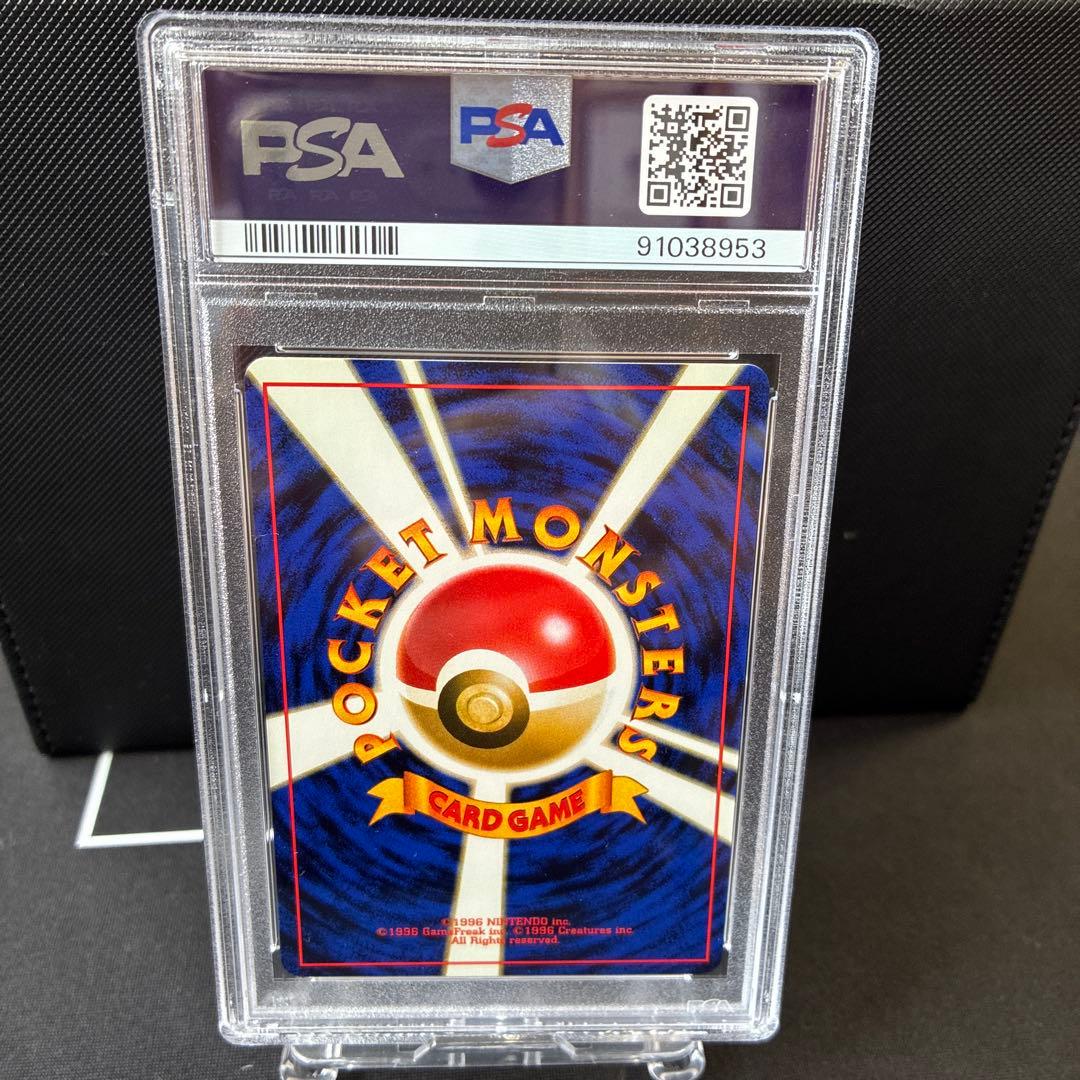 PSA
PSA
91038953
POCKET MONSTERS
CARD GAME
©1996 NINTENDO inc.
©1996 GameFreak inc. ©1996 Creatures inc.
All Rights reserved.
PSA